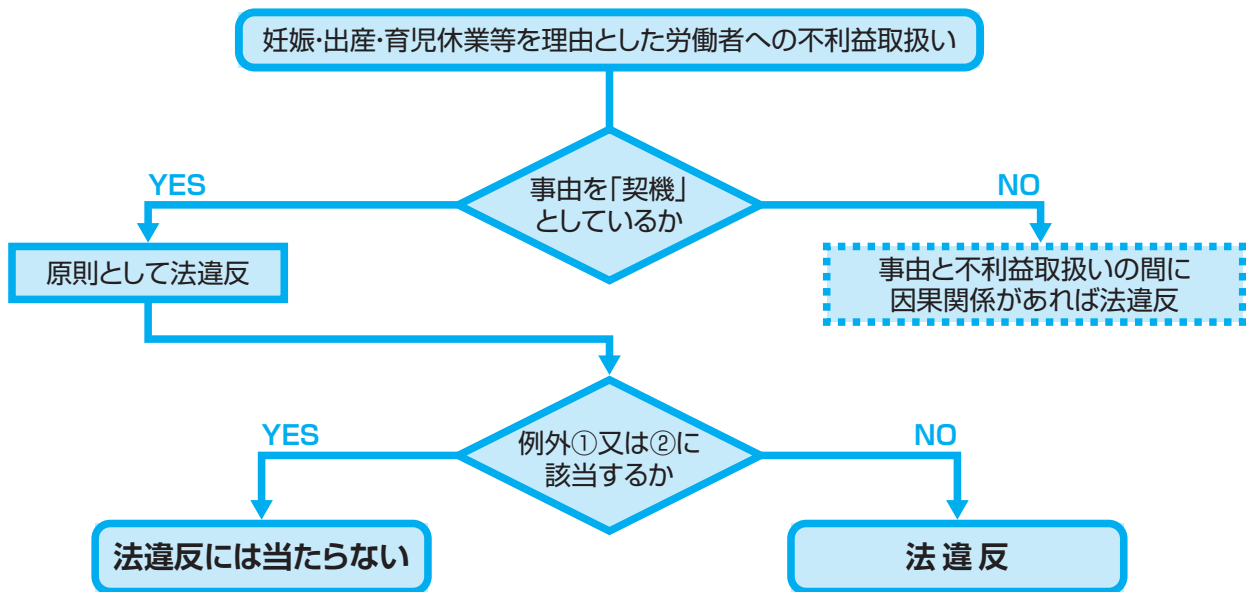 妊娠・出産・育児休業等を理由とした労働者への不利益取扱い
事由を「契機」
としているか
YES
NO
原則として法違反
事由と不利益取扱いの間に
因果関係があれば法違反
例外①又は②に
該当するか
YES
NO
法違反には当たらない
法違反